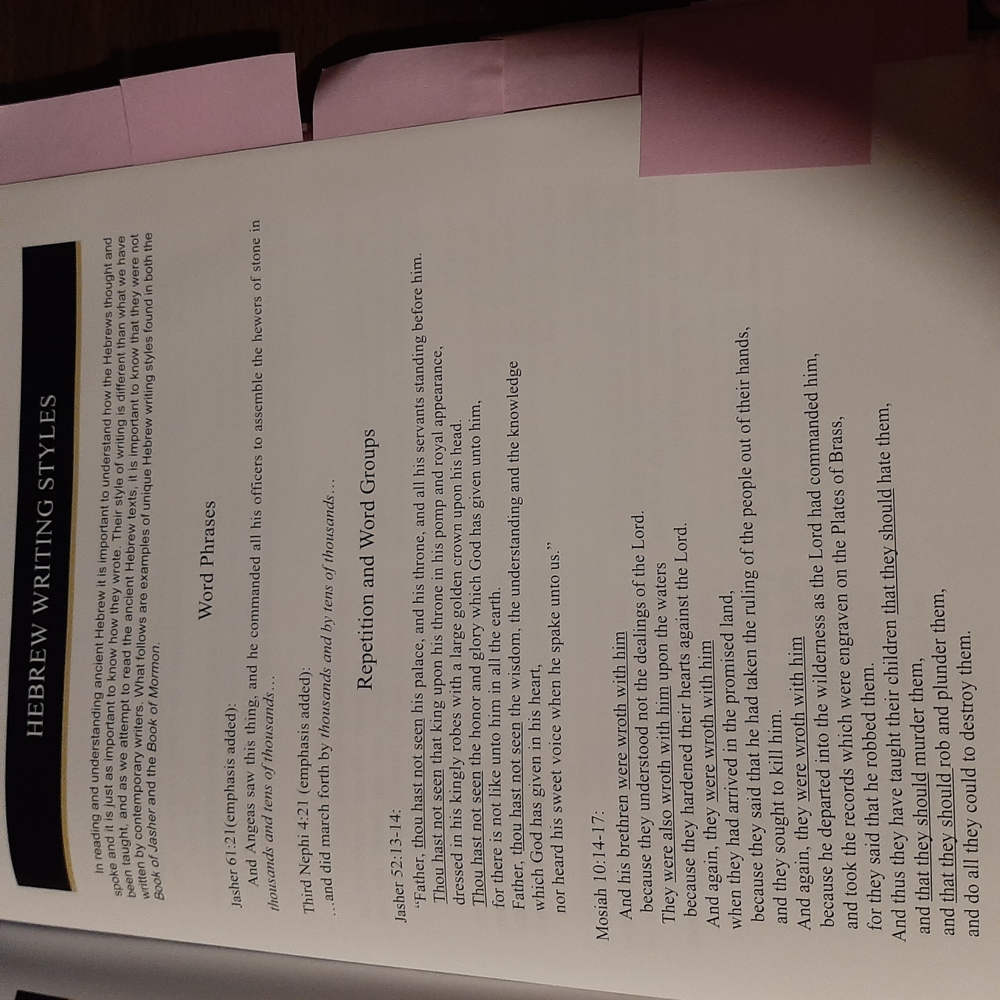 HEBREW WRITING STYLES
In reading and understanding ancient Hebrew it is important to understand how the Hebrews thought and
spoke and it is just as important to know how they wrote. Their style of writing is different than what we have
been taught, and as we attempt to read the ancient Hebrew texts, it is important to know that they were not
written by contemporary writers. What follows are examples of unique Hebrew writing styles found in both the
Book of Jasher and the Book of Mormon.
Word Phrases
Jasher 61:21(emphasis added):
And Angeas saw this thing, and he commanded all his officers to assemble the hewers of stone in
thousands and tens of thousands…
Third Nephi 4:21 (emphasis added):
…and did march forth by thousands and by tens of thousands…
Repetition and Word Groups
Jasher 52:13-14:
“Father, thou hast not seen his palace, and his throne, and all his servants standing before him.
Thou hast not seen that king upon his throne in his pomp and royal appearance,
dressed in his kingly robes with a large golden crown upon his head.
Thou hast not seen the honor and glory which God has given unto him,
for there is not like unto him in all the earth.
Father, thou hast not seen the wisdom, the understanding and the knowledge
which God has given in his heart,
nor heard his sweet voice when he spake unto us.”
Mosiah 10:14-17:
And his brethren were wroth with him
because they understood not the dealings of the Lord.
They were also wroth with him upon the waters
because they hardened their hearts against the Lord.
And again, they were wroth with him
when they had arrived in the promised land,
because they said that he had taken the ruling of the people out of their hands,
and they sought to kill him.
And again, they were wroth with him
because he departed into the wilderness as the Lord had commanded him,
and took the records which were engraven on the Plates of Brass,
for they said that he robbed them.
And thus they have taught their children that they should hate them,
and that they should murder them,
and that they should rob and plunder them,
and do all they could to destroy them.